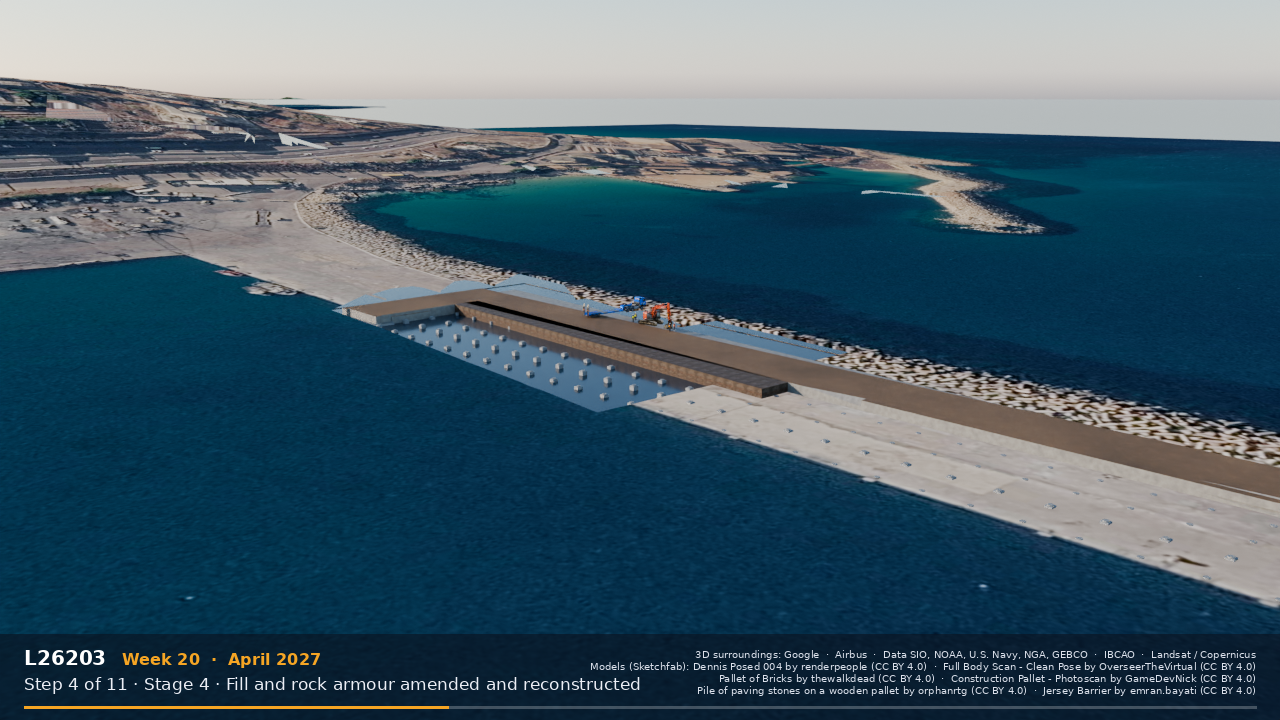 L26203 Week 20 · April 2027
Step 4 of 11 · Stage 4 · Fill and rock armour amended and reconstructed
3D surroundings: Google · Airbus · Data SIO, NOAA, U.S. Navy, NGA, GEBCO · IBCAO · Landsat / Copernicus
Models (Sketchfab): Dennis Posed 004 by renderpeople (CC BY 4.0) · Full Body Scan - Clean Pose by OverseerTheVirtual (CC BY 4.0)
Pallet of Bricks by thewalkdead (CC BY 4.0) · Construction Pallet - Photoscan by GameDevNick (CC BY 4.0)
Pile of paving stones on a wooden pallet by orphanrtg (CC BY 4.0) · Jersey Barrier by emran.bayati (CC BY 4.0)